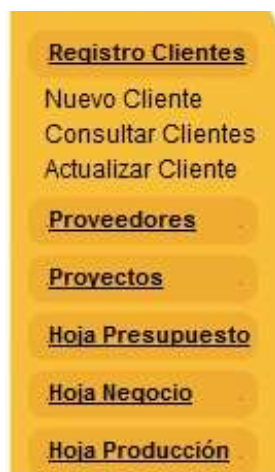 Registro Clientes
Nuevo Cliente
Consultar Clientes
Actualizar Cliente
Proveedores
Proyectos
Hoja Presupuesto
Hoja Negocio
Hoja Producción